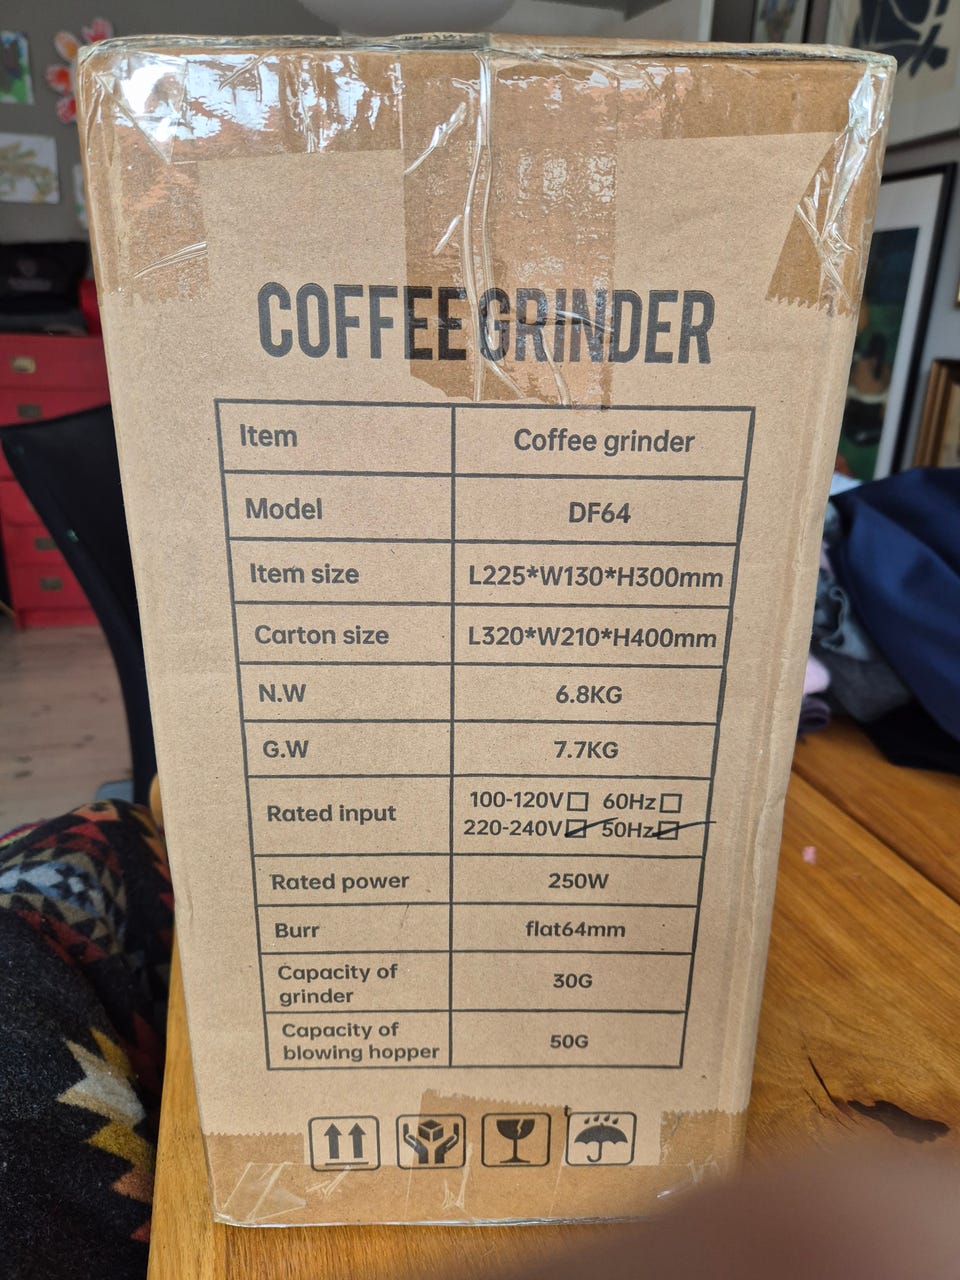 COFFEE GRINDER
Item Coffee grinder
Model DF64
Item size L225*W130*H300mm
Carton size L320*W210*H400mm
N.W 6.8KG
G.W 7.7KG
Rated input 100-120V☐ 60Hz☐
220-240V☑ 50Hz☑
Rated power 250W
Burr flat64mm
Capacity of
grinder 30G
Capacity of
blowing hopper 50G